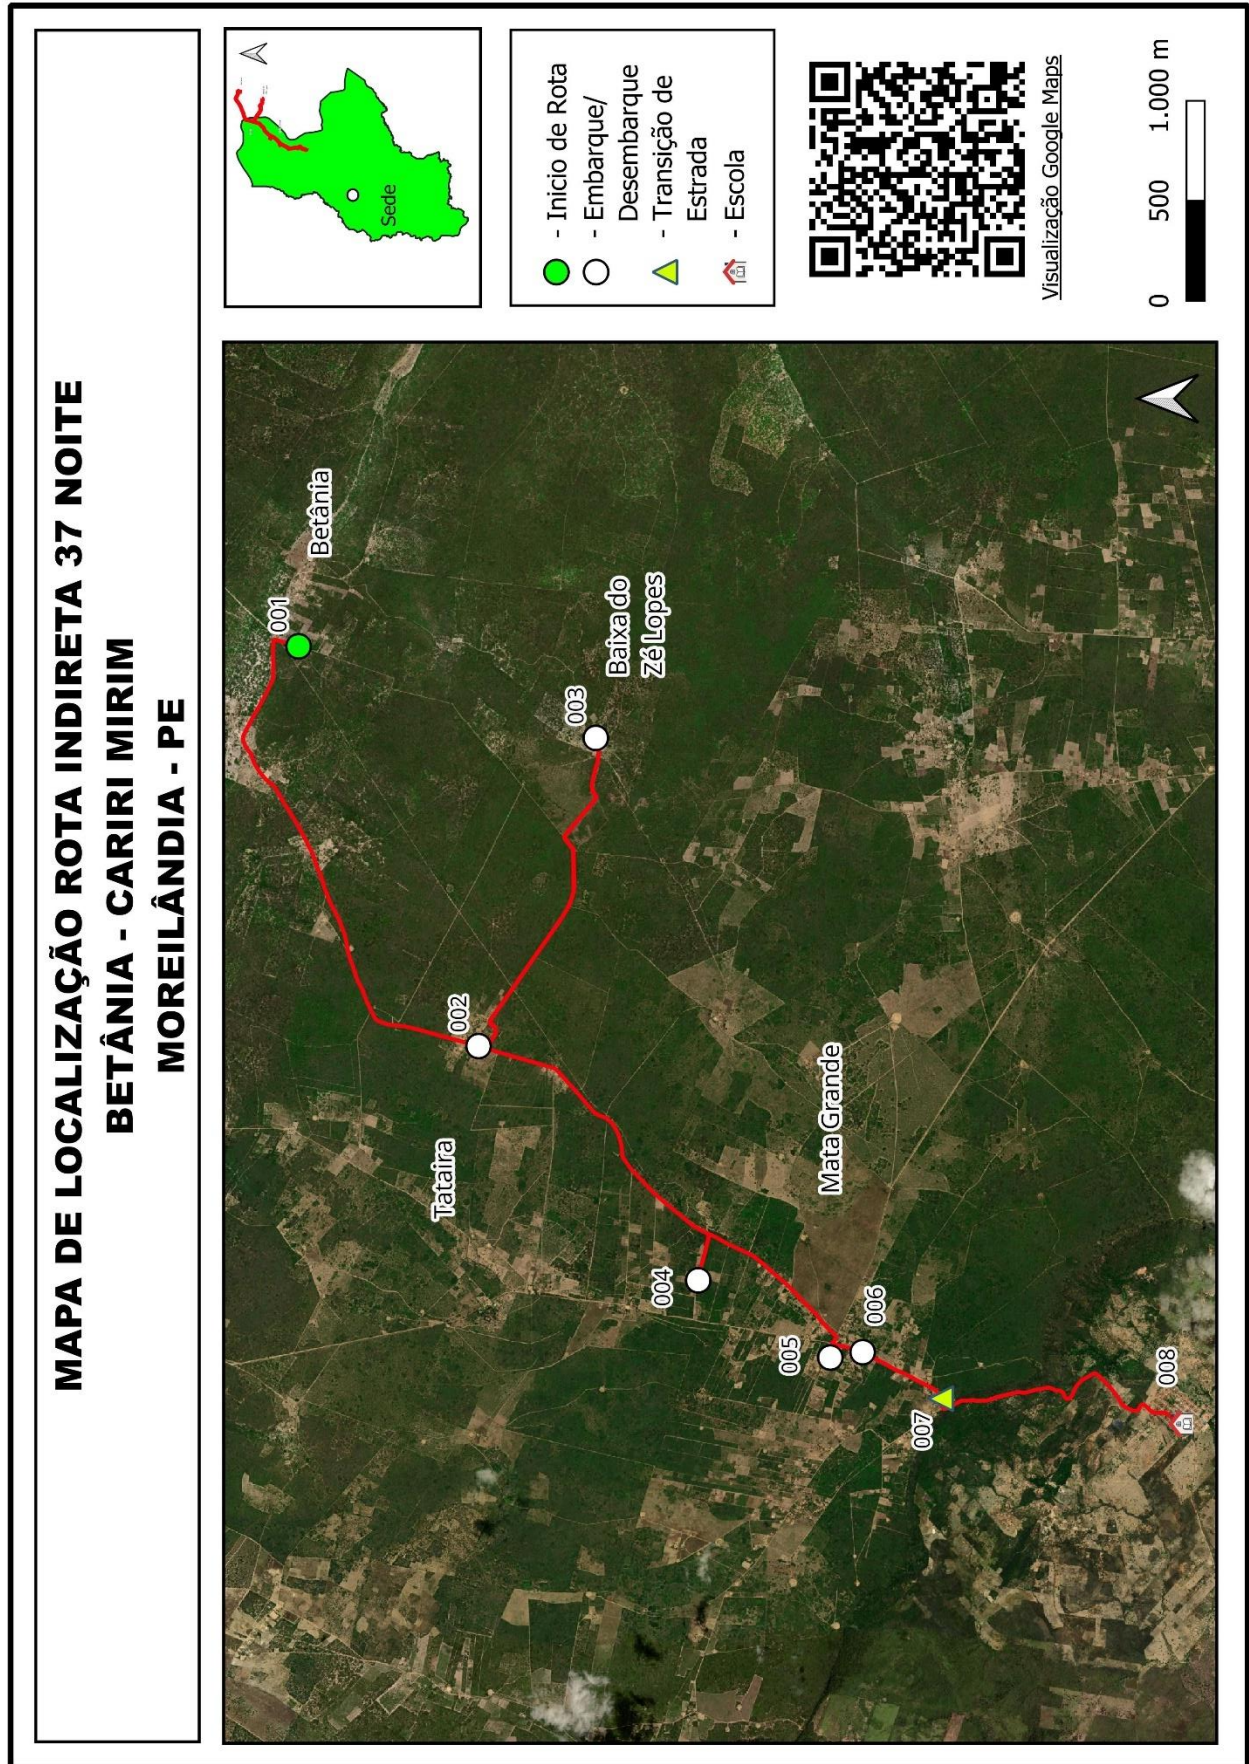 MAPA DE LOCALIZAÇÃO ROTA INDIRETA 37 NOITE
BETÂNIA - CARIRI MIRIM
MOREILÂNDIA - PE
001
Betânia
002
003
Baixa do
Zé Lopes
Tataira
004
Mata Grande
005
006
007
008
Sede
- Inicio de Rota
- Embarque/
Desembarque
- Transição de
Estrada
- Escola
Visualização Google Maps
0
500
1.000 m